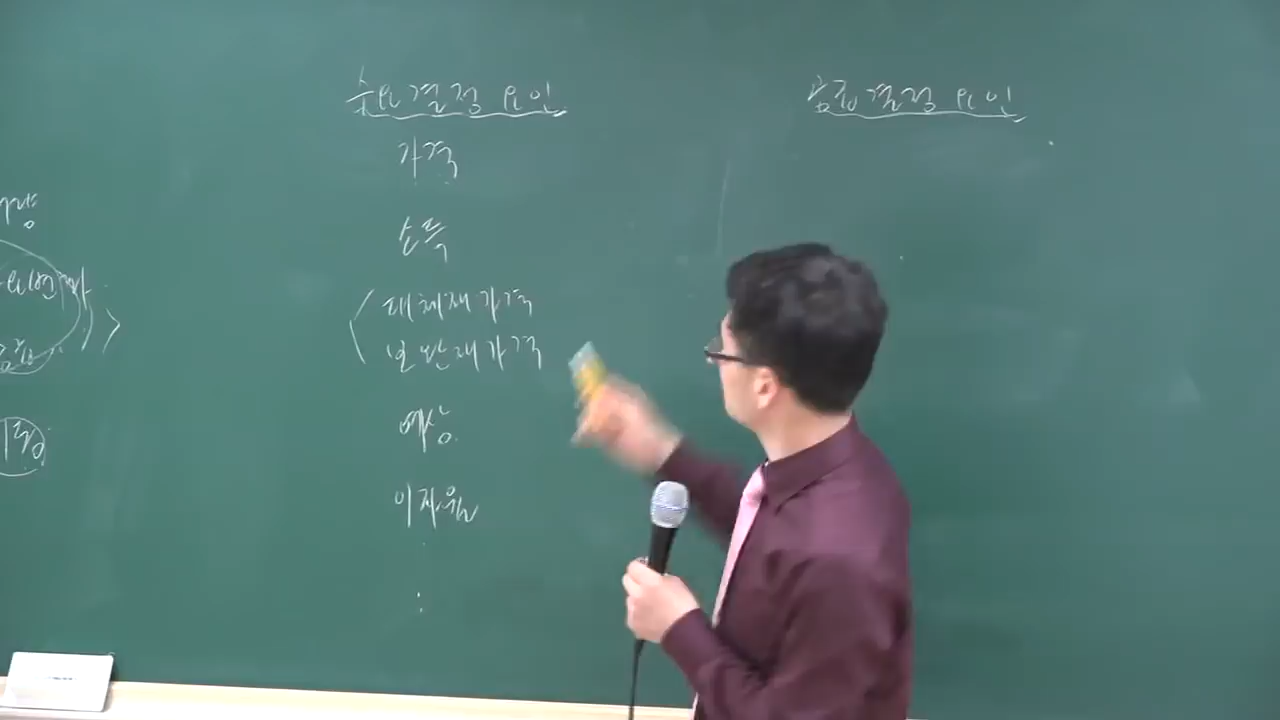 수요결정 요인
공급결정 요인
가격
소득
대체재 가격
보완재 가격
예상
이자율